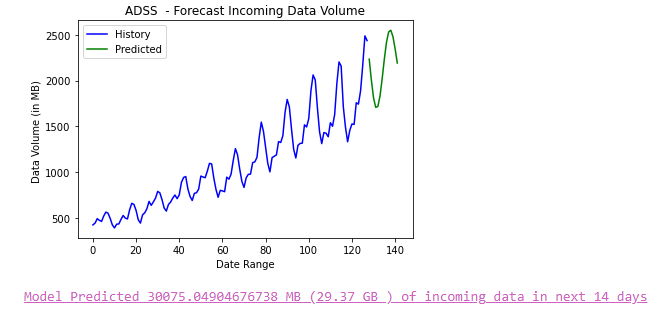 ADSS - Forecast Incoming Data Volume
History
Predicted
Data Volume (in MB)
2500
2000
1500
1000
500
0 20 40 60 80 100 120 140
Date Range
Model Predicted 30075.04904676738 MB (29.37 GB ) of incoming data in next 14 days